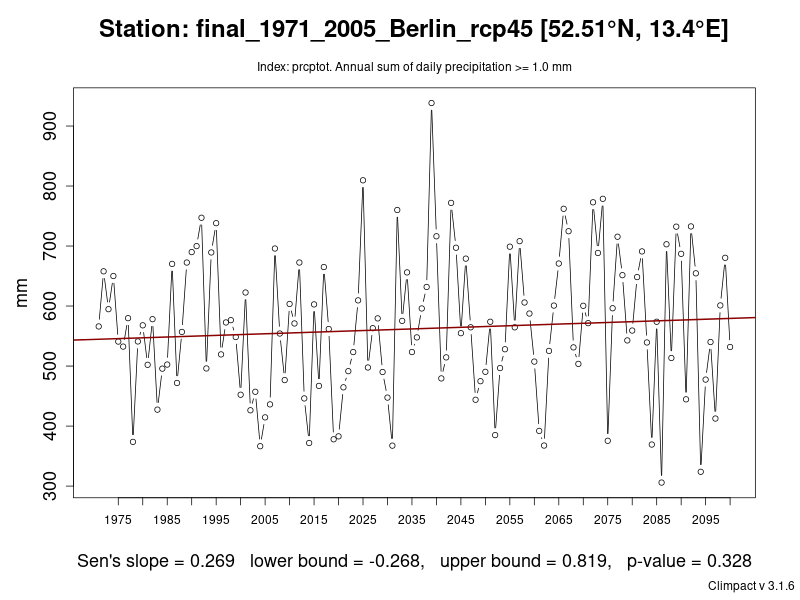 Station: final_1971_2005_Berlin_rcp45 [52.51°N, 13.4°E]
Index: prcptot. Annual sum of daily precipitation >= 1.0 mm
900
800
700
600
500
400
300
mm
1975 1985 1995 2005 2015 2025 2035 2045 2055 2065 2075 2085 2095
Sen's slope = 0.269 lower bound = -0.268, upper bound = 0.819, p-value = 0.328
Climpact v 3.1.6